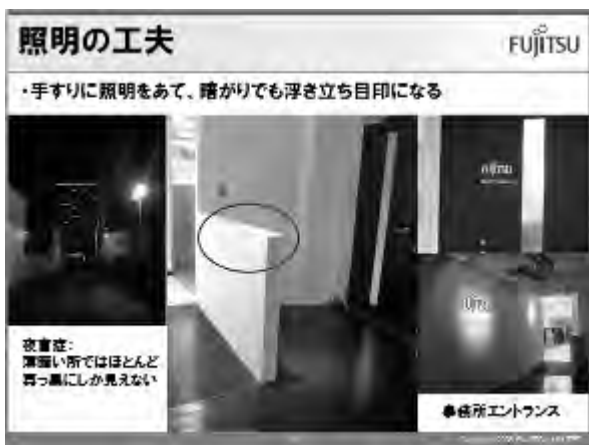 照明の工夫
FUJITSU
・手すりに照明をあて、暗がりでも浮き立ち目印になる
夜盲症：
薄暗い所ではほとんど
真っ黒にしか見えない
事務所エントランス